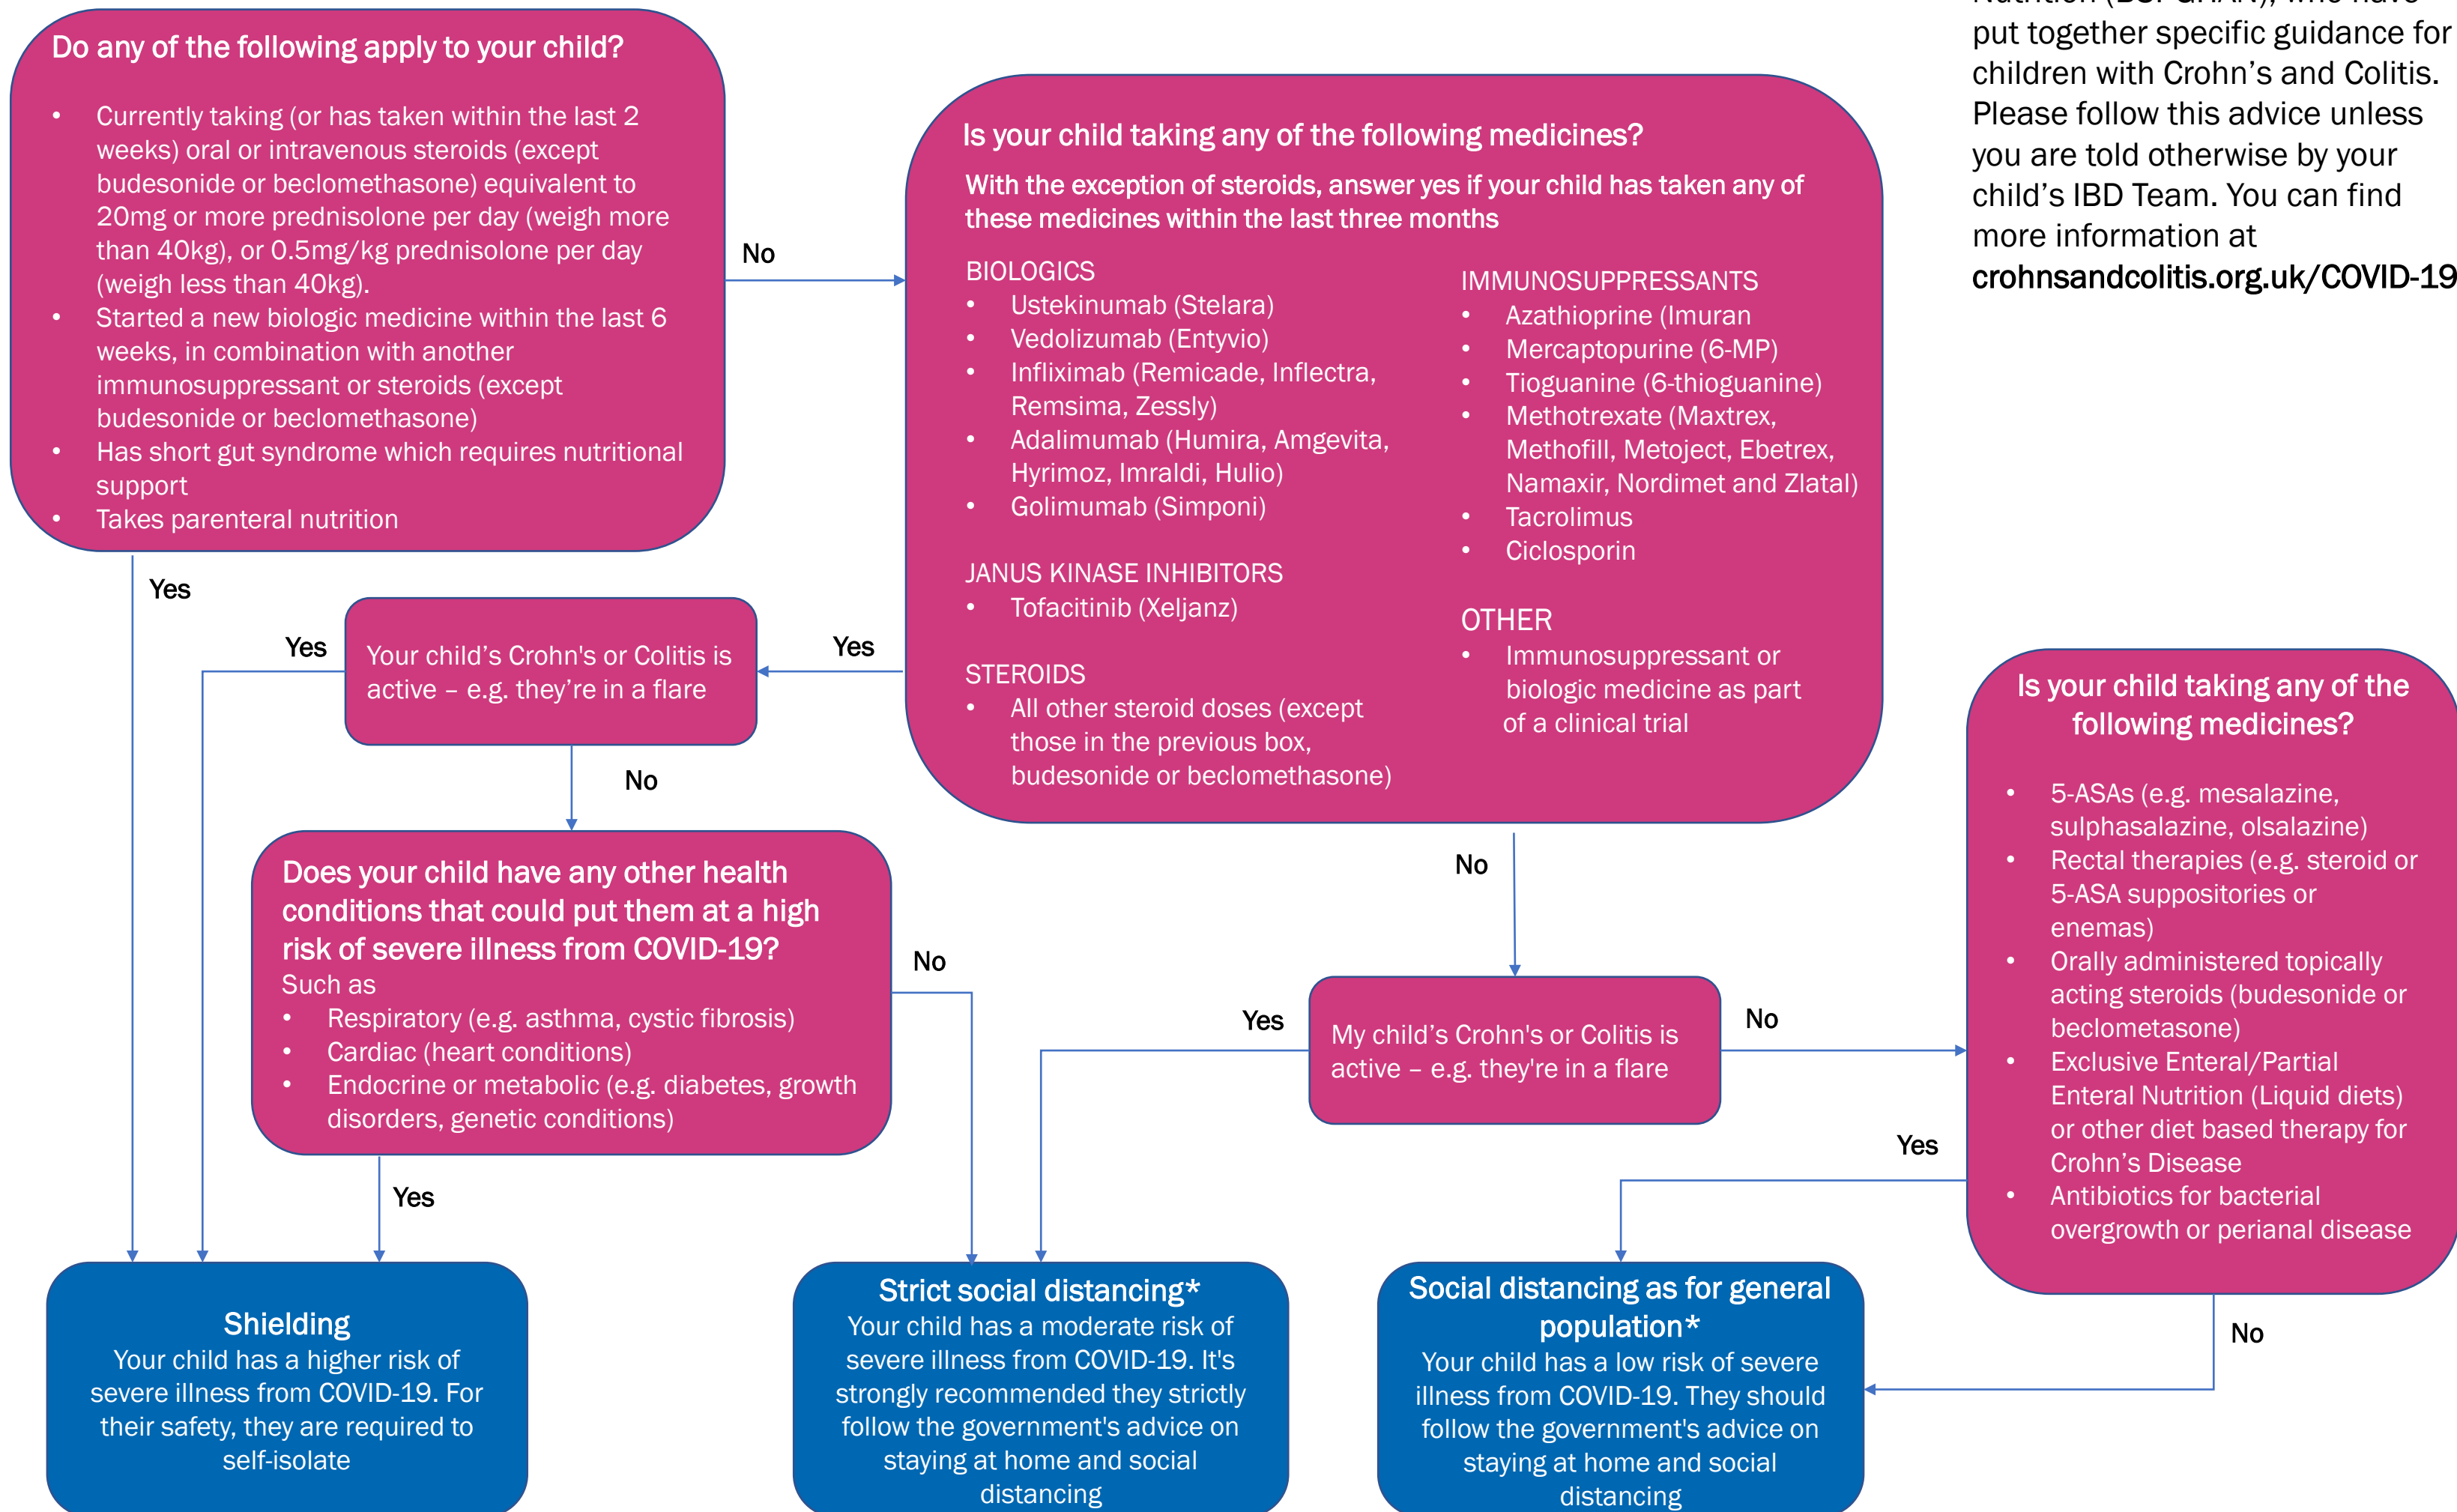 Do any of the following apply to your child?
• Currently taking (or has taken within the last 2
weeks) oral or intravenous steroids (except
budesonide or beclomethasone) equivalent to
20mg or more prednisolone per day (weigh more
than 40kg), or 0.5mg/kg prednisolone per day
(weigh less than 40kg).
• Started a new biologic medicine within the last 6
weeks, in combination with another
immunosuppressant or steroids (except
budesonide or beclomethasone)
• Has short gut syndrome which requires nutritional
support
• Takes parenteral nutrition
No
Yes
Is your child taking any of the following medicines?
With the exception of steroids, answer yes if your child has taken any of
these medicines within the last three months
BIOLOGICS
• Ustekinumab (Stelara)
• Vedolizumab (Entyvio)
• Infliximab (Remicade, Inflectra,
Remsima, Zessly)
• Adalimumab (Humira, Amgevita,
Hyrimoz, Imraldi, Hulio)
• Golimumab (Simponi)
JANUS KINASE INHIBITORS
• Tofacitinib (Xeljanz)
STEROIDS
• All other steroid doses (except
those in the previous box,
budesonide or beclomethasone)
IMMUNOSUPPRESSANTS
• Azathioprine (Imuran
• Mercaptopurine (6-MP)
• Tioguanine (6-thioguanine)
• Methotrexate (Maxtrex,
Methofill, Metoject, Ebetrex,
Namaxir, Nordimet and Zlatal)
• Tacrolimus
• Ciclosporin
OTHER
• Immunosuppressant or
biologic medicine as part
of a clinical trial
put together specific guidance for
children with Crohn's and Colitis.
Please follow this advice unless
you are told otherwise by your
child's IBD Team. You can find
more information at
crohnsandcolitis.org.uk/COVID-19
Yes
Your child's Crohn's or Colitis is
active – e.g. they're in a flare
Yes
No
Does your child have any other health
conditions that could put them at a high
risk of severe illness from COVID-19?
Such as
• Respiratory (e.g. asthma, cystic fibrosis)
• Cardiac (heart conditions)
• Endocrine or metabolic (e.g. diabetes, growth
disorders, genetic conditions)
No
Yes
No
Yes
My child's Crohn's or Colitis is
active – e.g. they're in a flare
No
Is your child taking any of the
following medicines?
• 5-ASAs (e.g. mesalazine,
sulphasalazine, olsalazine)
• Rectal therapies (e.g. steroid or
5-ASA suppositories or
enemas)
• Orally administered topically
acting steroids (budesonide or
beclometasone)
• Exclusive Enteral/Partial
Enteral Nutrition (Liquid diets)
or other diet based therapy for
Crohn's Disease
• Antibiotics for bacterial
overgrowth or perianal disease
Yes
No
Shielding
Your child has a higher risk of
severe illness from COVID-19. For
their safety, they are required to
self-isolate
Strict social distancing*
Your child has a moderate risk of
severe illness from COVID-19. It's
strongly recommended they strictly
follow the government's advice on
staying at home and social
distancing
Social distancing as for general
population*
Your child has a low risk of severe
illness from COVID-19. They should
follow the government's advice on
staying at home and social
distancing